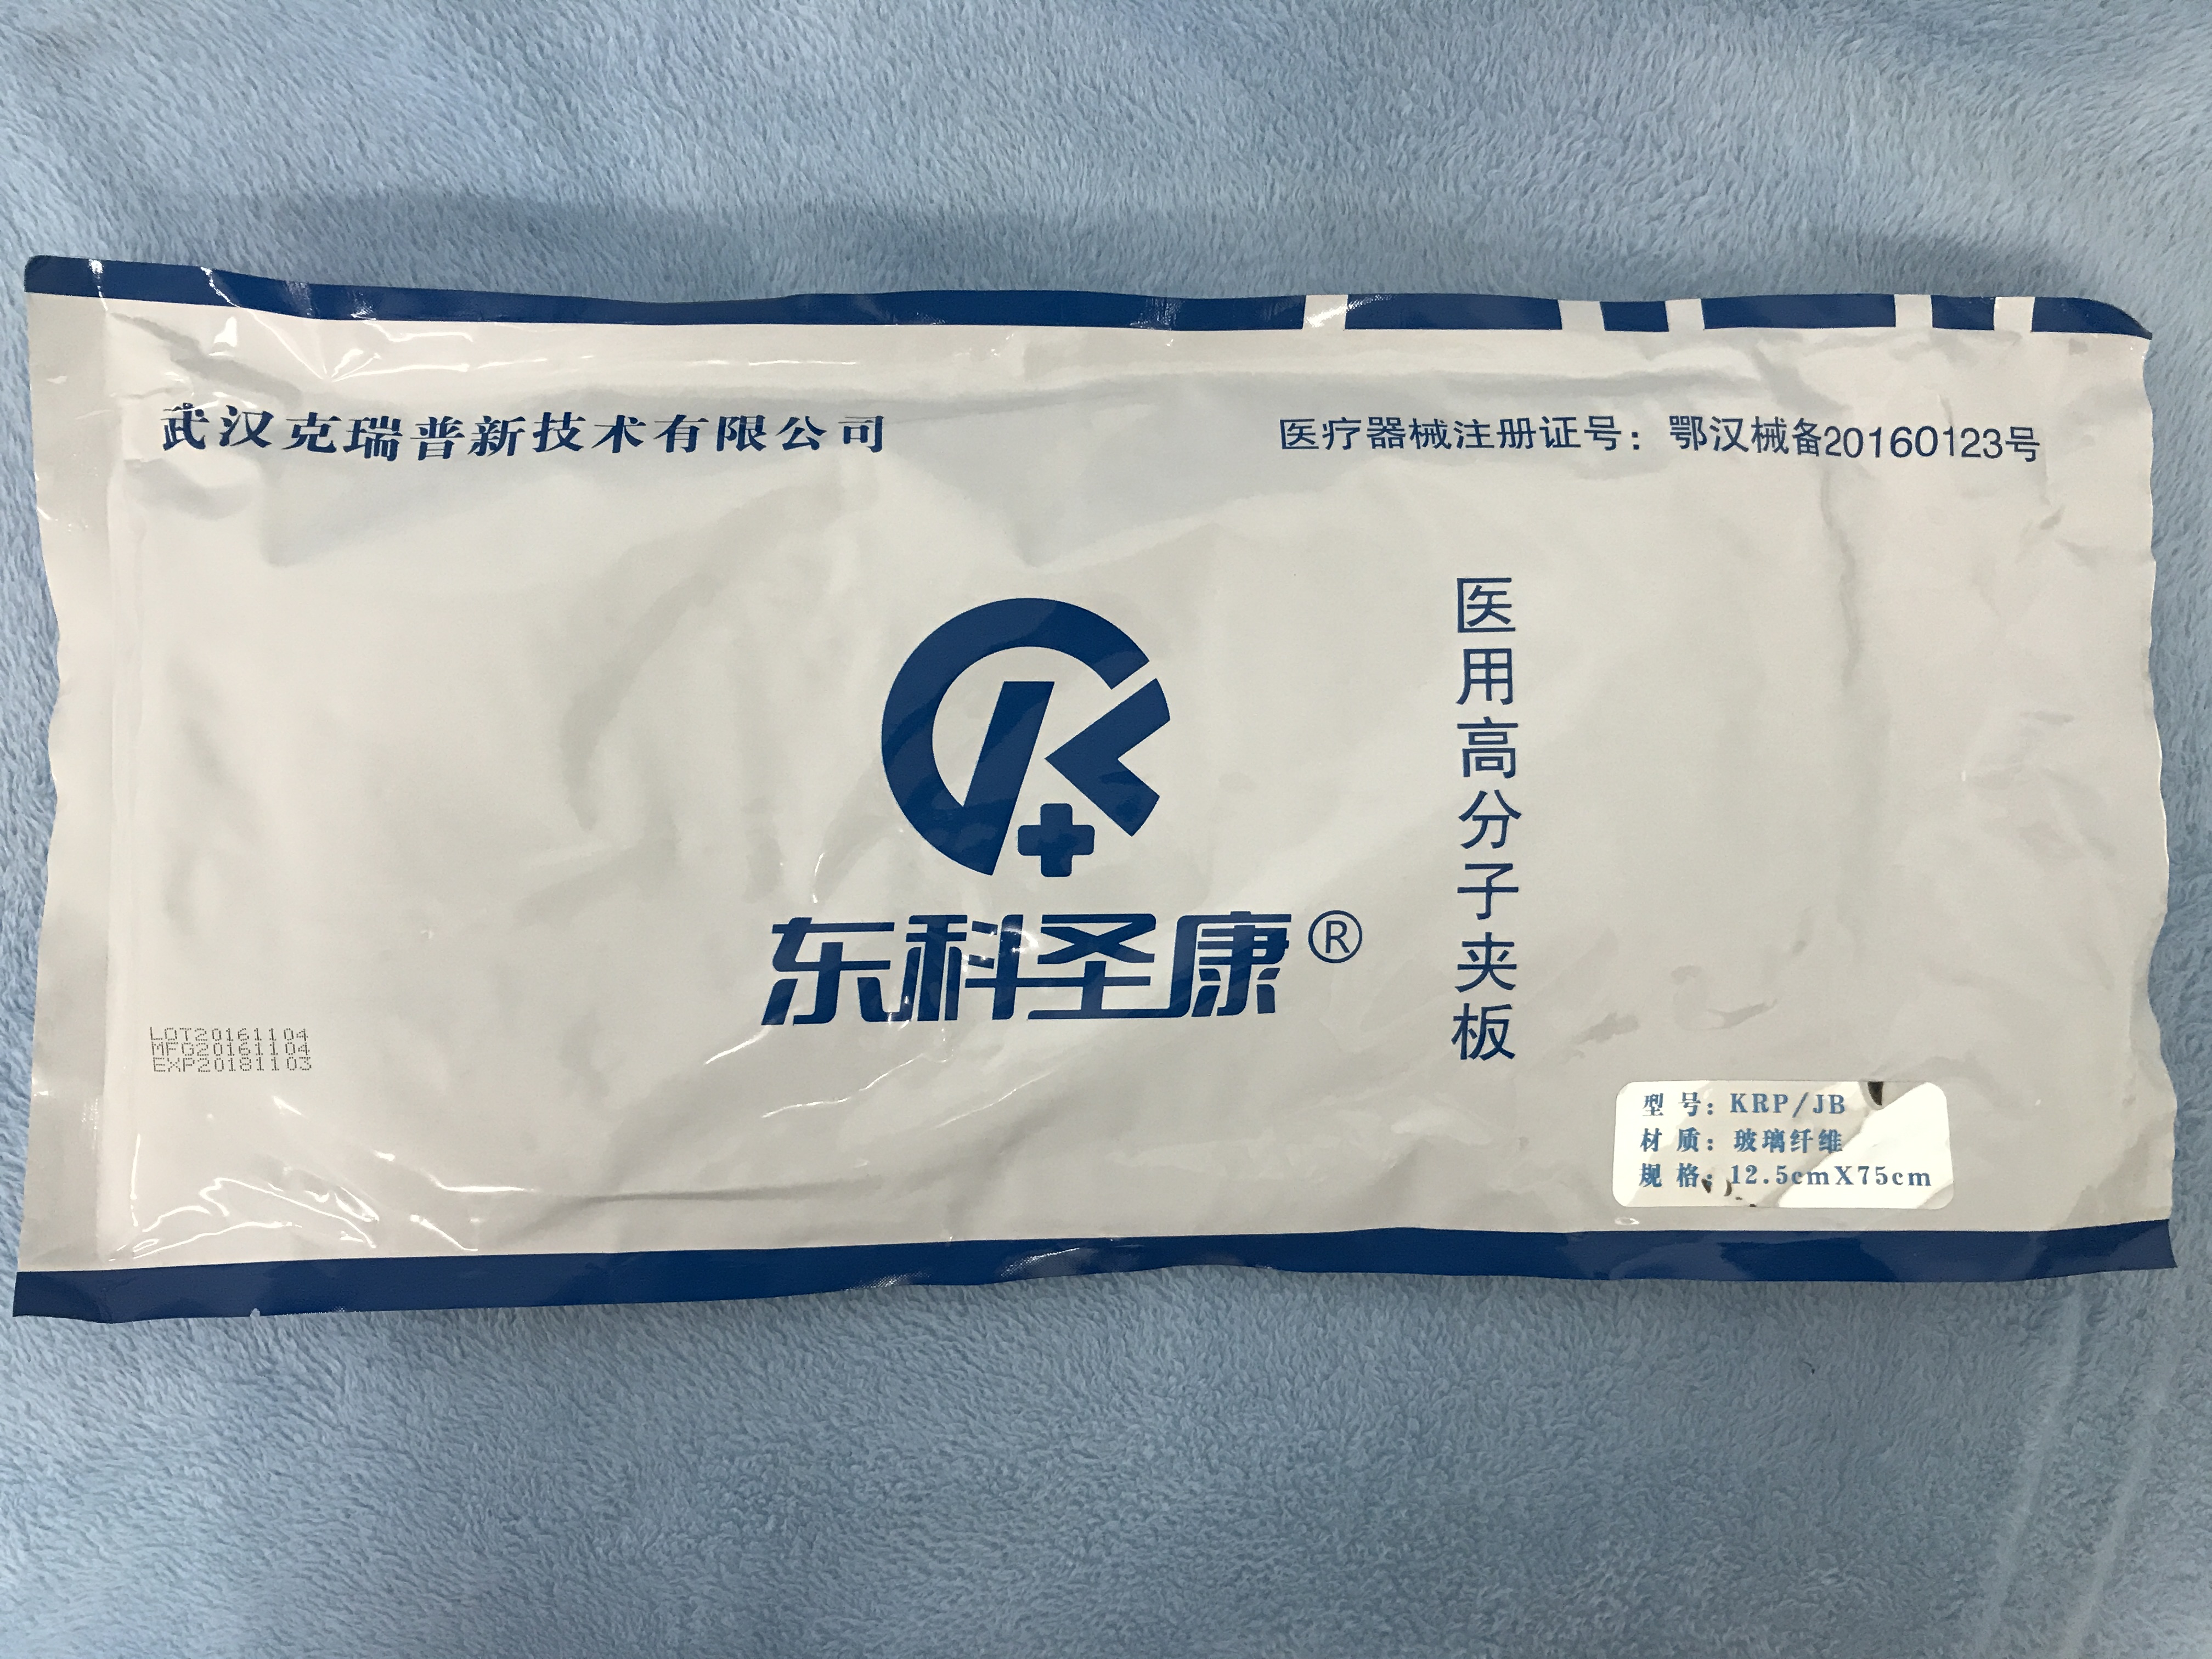 武汉克瑞普新技术有限公司
医疗器械注册证号：鄂汉械备20160123号
东科圣康®
医用高分子夹板
LOT20161104
MFG20161104
EXP20181103
型 号：KRP/JB
材 质：玻璃纤维
规 格：12.5cmX75cm